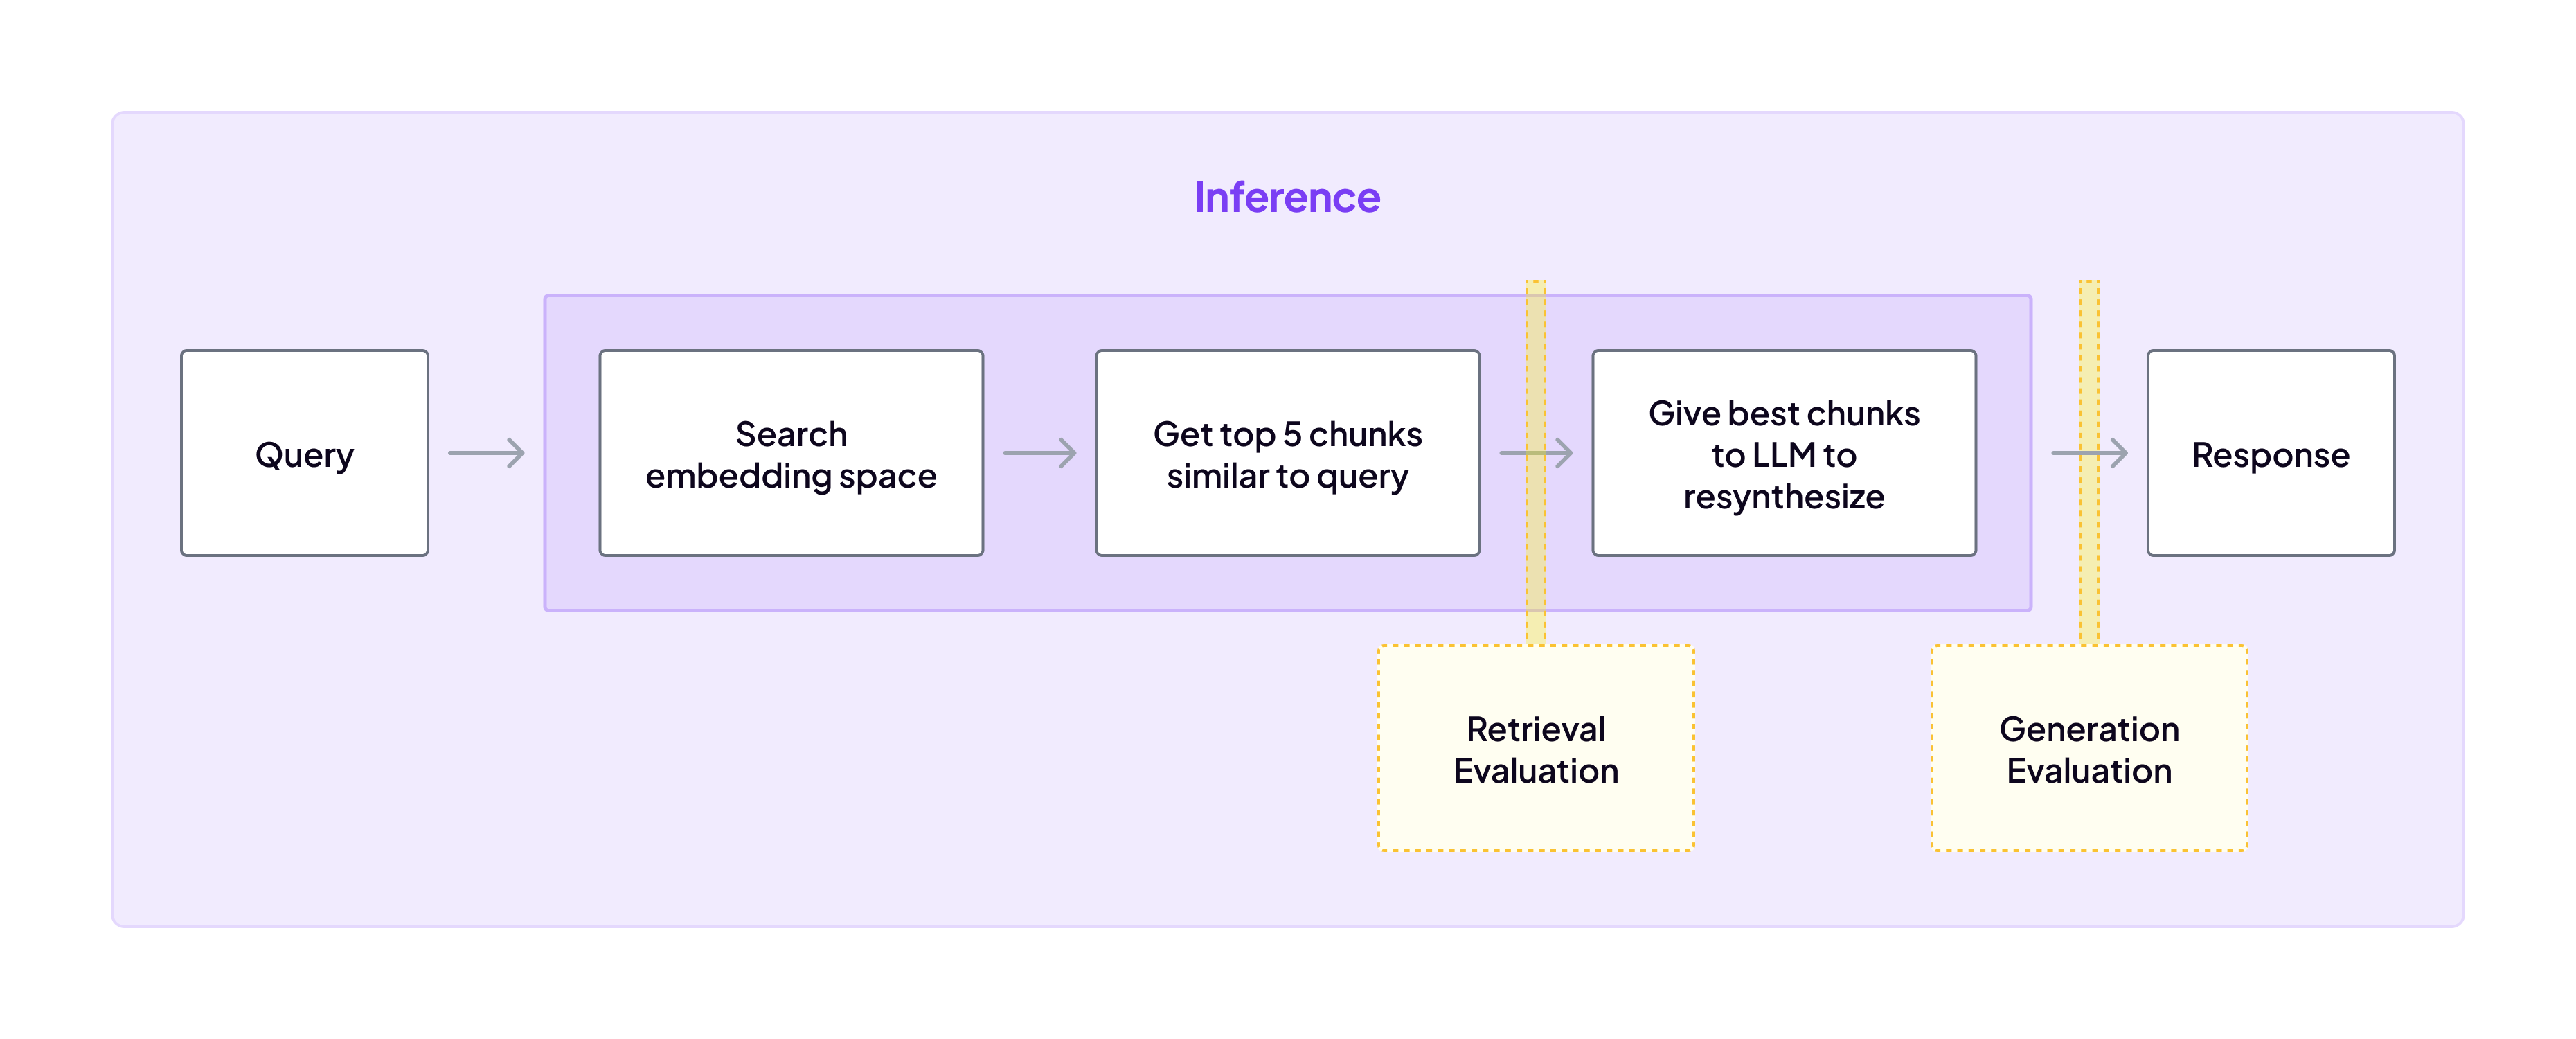 Inference
Query
Search
embedding space
Get top 5 chunks
similar to query
Give best chunks
to LLM to
resynthesize
Response
Retrieval
Evaluation
Generation
Evaluation